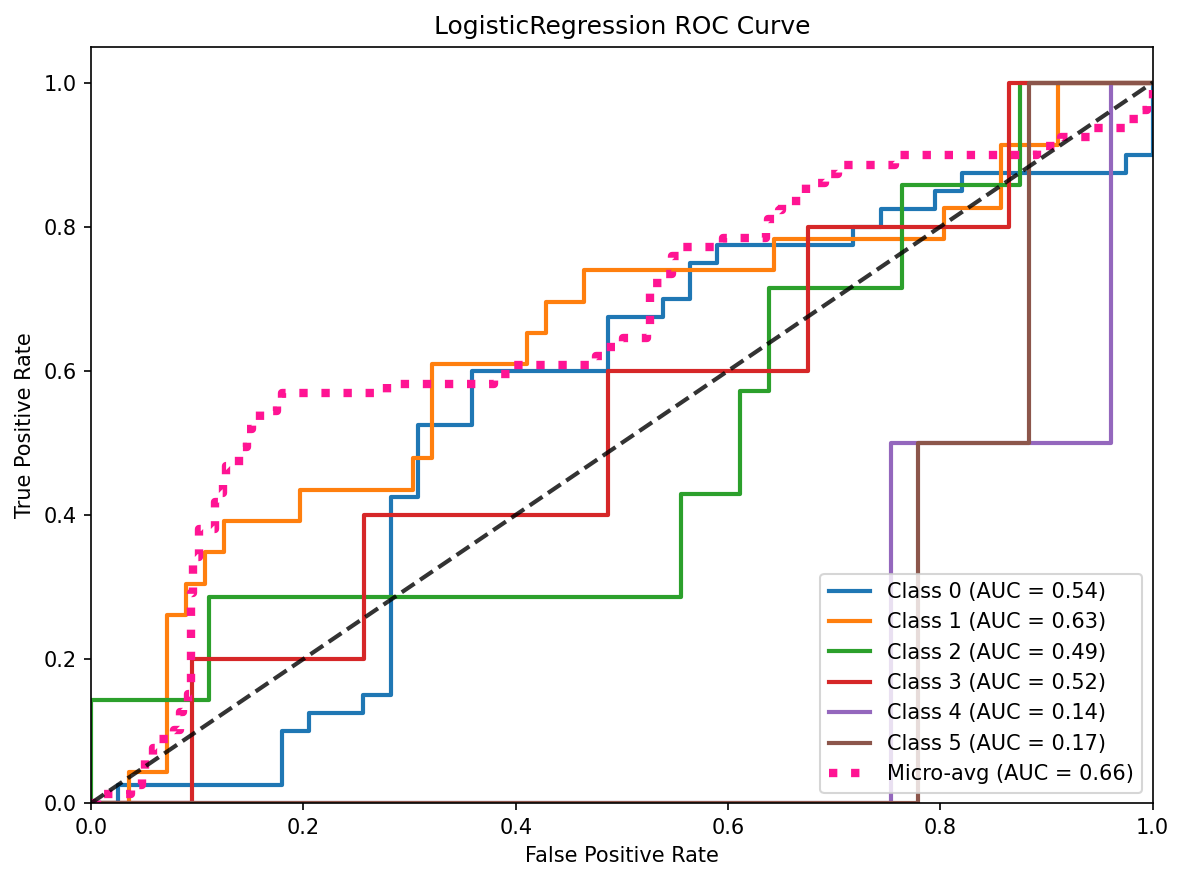 LogisticRegression ROC Curve
True Positive Rate
1.0
0.8
0.6
0.4
0.2
0.0
Class 0 (AUC = 0.54)
Class 1 (AUC = 0.63)
Class 2 (AUC = 0.49)
Class 3 (AUC = 0.52)
Class 4 (AUC = 0.14)
Class 5 (AUC = 0.17)
Micro-avg (AUC = 0.66)
0.0 0.2 0.4 0.6 0.8 1.0
False Positive Rate